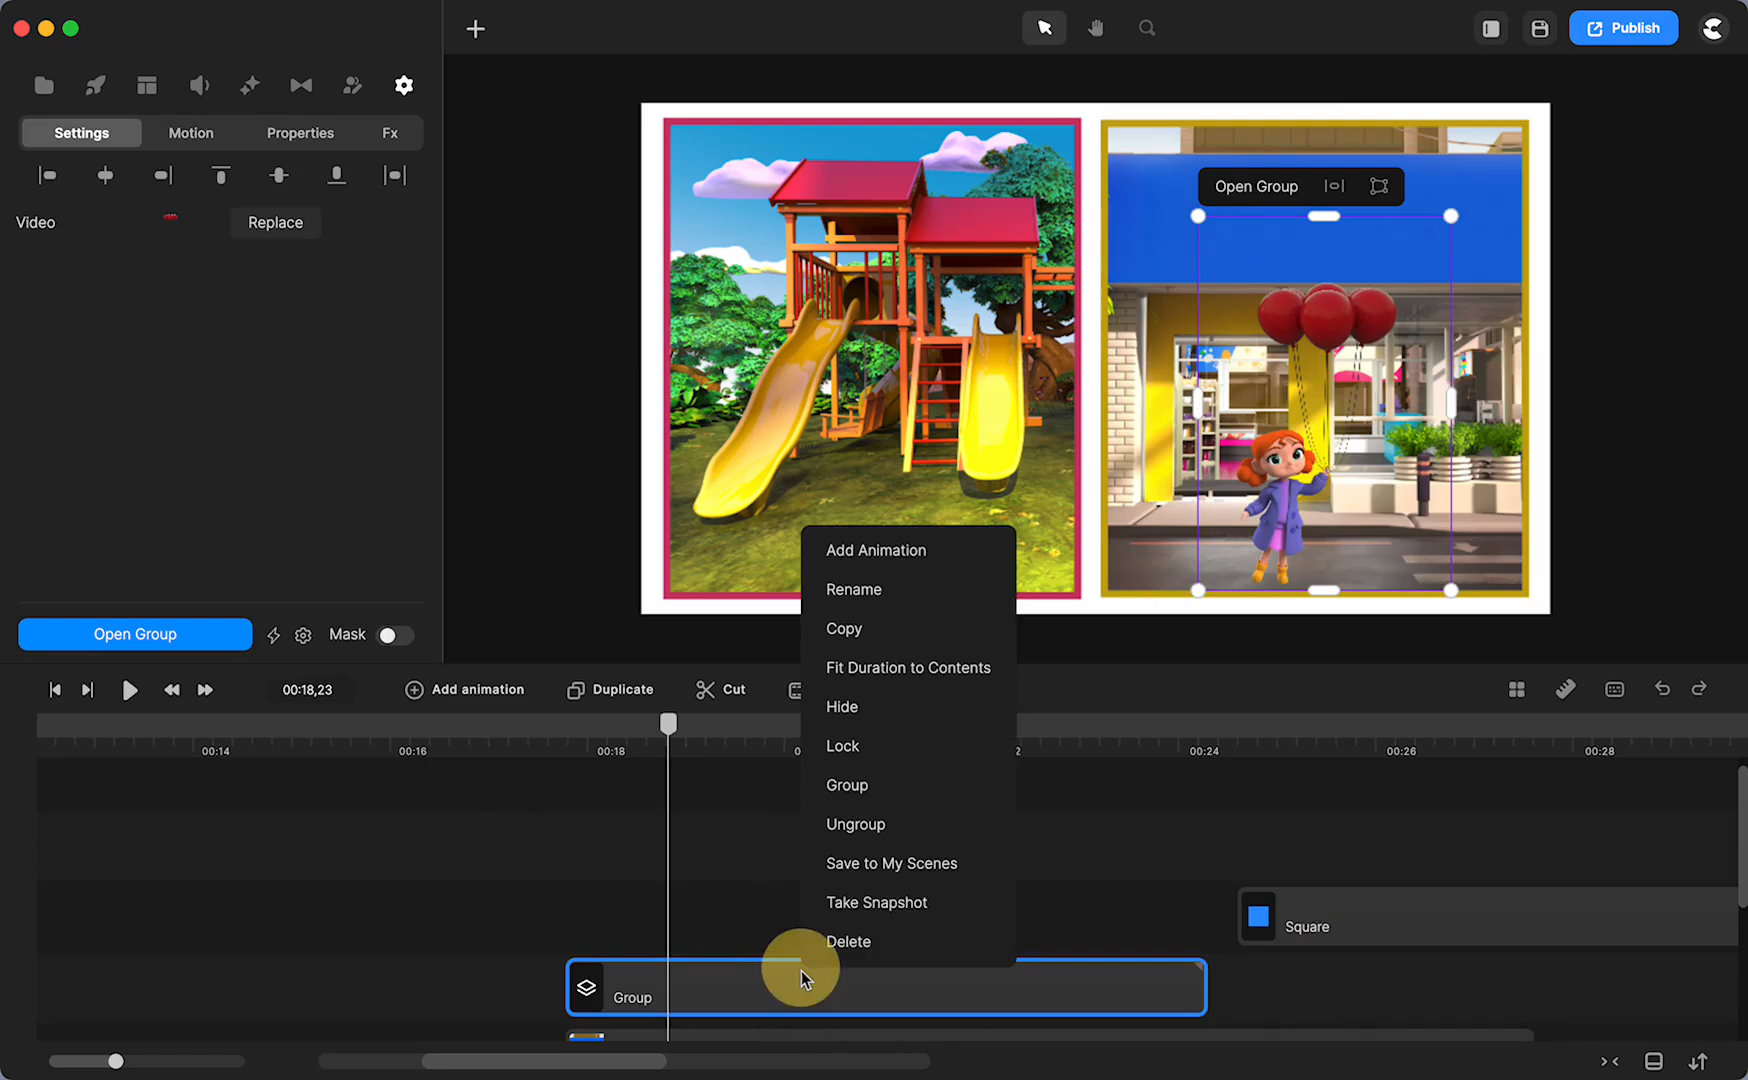 Publish
Settings
Motion
Properties
Fx
Video
Replace
Open Group
Open Group
Mask
Add Animation
Rename
Copy
Fit Duration to Contents
Hide
Lock
Group
Ungroup
Save to My Scenes
Take Snapshot
Delete
00:18,23
Add animation
Duplicate
Cut
00:14
00:16
00:18
0
2
00:24
00:26
00:28
Square
Group